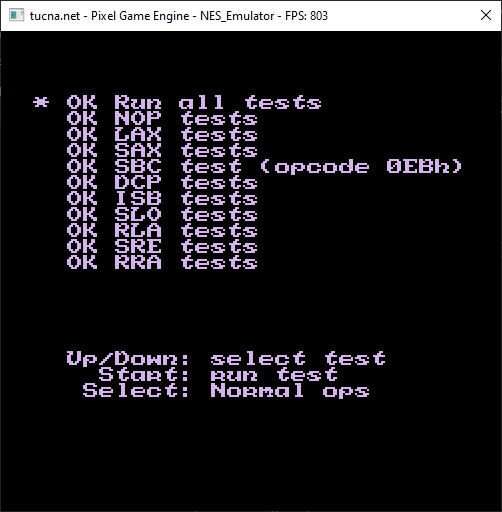 tucna.net - Pixel Game Engine - NES_Emulator - FPS: 803
* OK Run all tests
OK NOP tests
OK LAX tests
OK SAX tests
OK SBC test (opcode 0EBh)
OK DCP tests
OK ISB tests
OK SLO tests
OK RLA tests
OK SRE tests
OK RRA tests
Up/Down: select test
Start: run test
Select: Normal ops